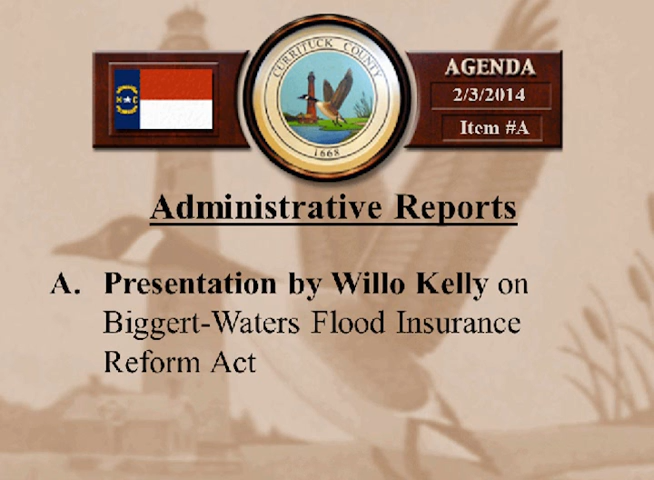 CURRITUCK COUNTY
1668
N C
AGENDA
2/3/2014
Item #A
Administrative Reports
A. Presentation by Willo Kelly on
Biggert-Waters Flood Insurance
Reform Act